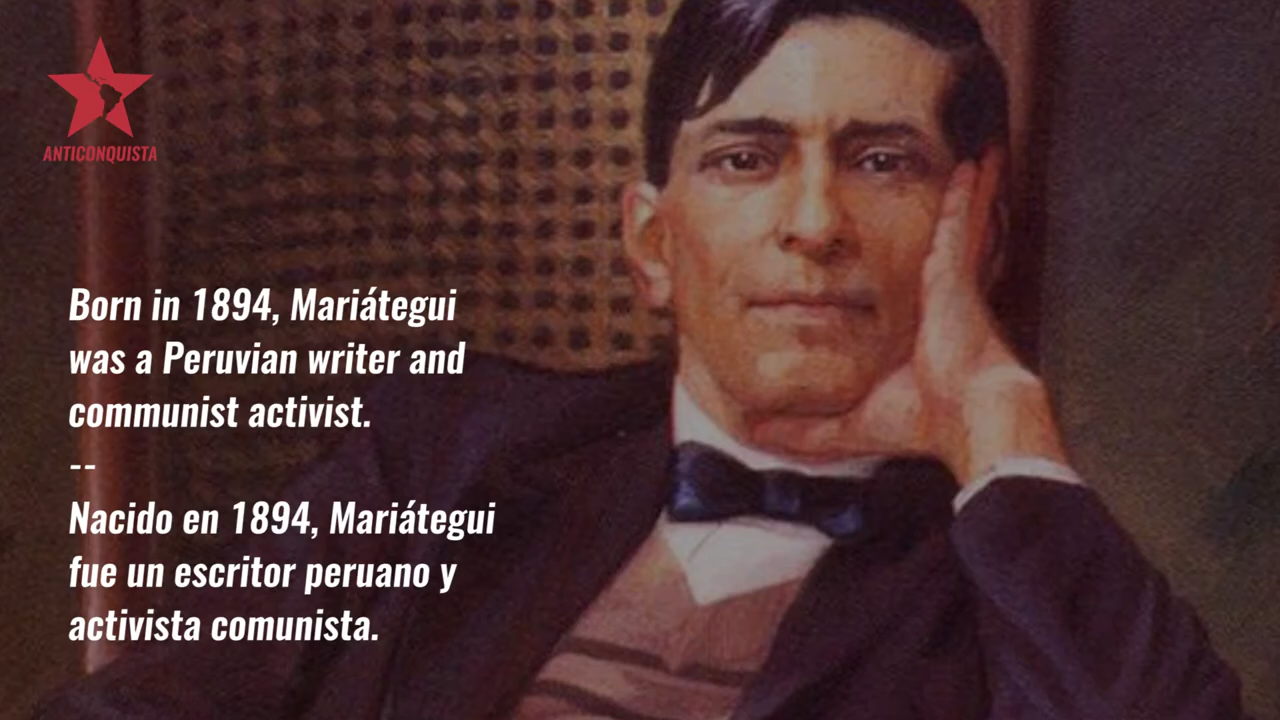 ANTICONQUISTA
Born in 1894, Mariátegui
was a Peruvian writer and
communist activist.
--
Nacido en 1894, Mariátegui
fue un escritor peruano y
activista comunista.